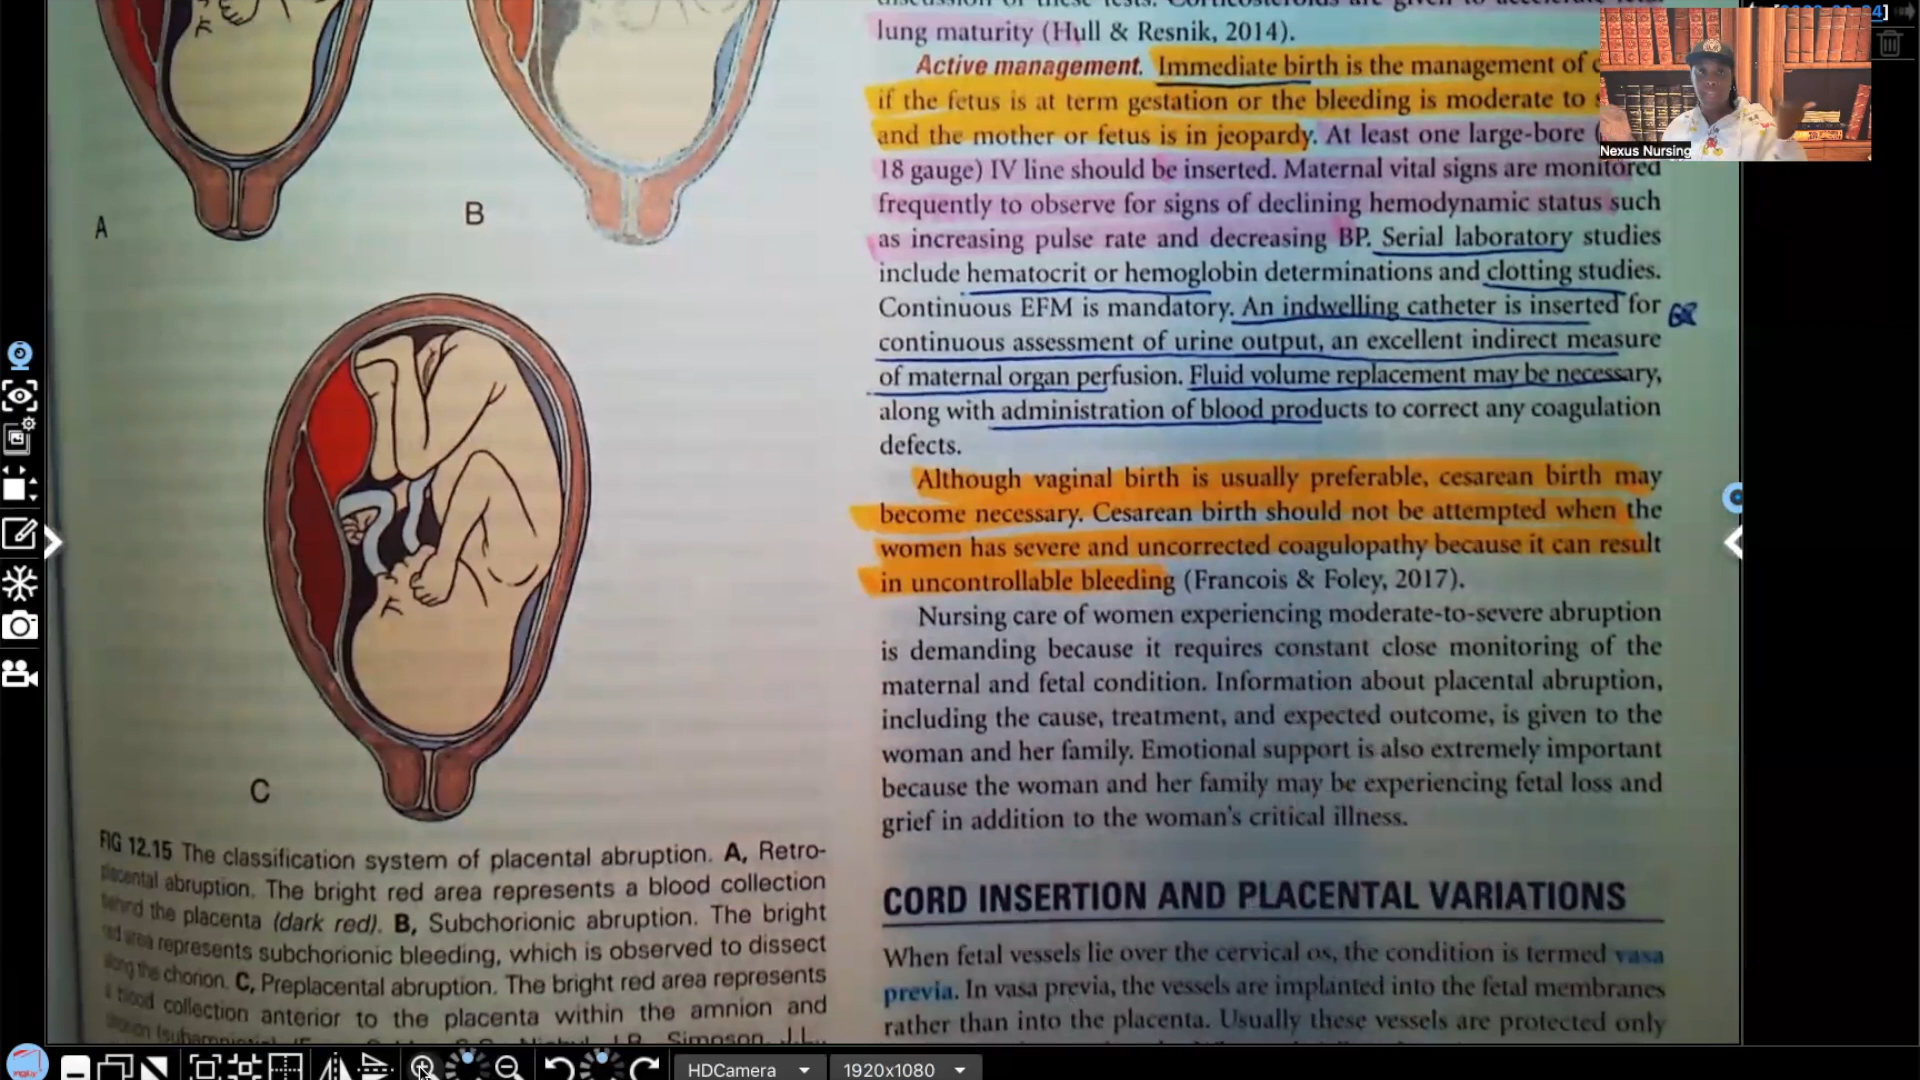 lung maturity (Hull & Resnik, 2014).
Active management. Immediate birth is the management of
if the fetus is at term gestation or the bleeding is moderate to
and the mother or fetus is in jeopardy. At least one large-bore
18 gauge) IV line should be inserted. Maternal vital signs are monitored
frequently to observe for signs of declining hemodynamic status such
as increasing pulse rate and decreasing BP. Serial laboratory studies
include hematocrit or hemoglobin determinations and clotting studies.
Continuous EFM is mandatory. An indwelling catheter is inserted for
continuous assessment of urine output, an excellent indirect measure
of maternal organ perfusion. Fluid volume replacement may be necessary,
along with administration of blood products to correct any coagulation
defects.
Although vaginal birth is usually preferable, cesarean birth may
become necessary. Cesarean birth should not be attempted when the
women has severe and uncorrected coagulopathy because it can result
in uncontrollable bleeding (Francois & Foley, 2017).
Nursing care of women experiencing moderate-to-severe abruption
is demanding because it requires constant close monitoring of the
maternal and fetal condition. Information about placental abruption,
including the cause, treatment, and expected outcome, is given to the
woman and her family. Emotional support is also extremely important
because the woman and her family may be experiencing fetal loss and
grief in addition to the woman's critical illness.
CORD INSERTION AND PLACENTAL VARIATIONS
When fetal vessels lie over the cervical os, the condition is termed vasa
previa. In vasa previa, the vessels are implanted into the fetal membranes
rather than into the placenta. Usually these vessels are protected only
A
B
C
FIG 12.15 The classification system of placental abruption. A, Retro-
placental abruption. The bright red area represents a blood collection
behind the placenta (dark red). B, Subchorionic abruption. The bright
red area represents subchorionic bleeding, which is observed to dissect
along the chorion. C, Preplacental abruption. The bright red area represents
a blood collection anterior to the placenta within the amnion and
Nexus Nursing
HDCamera
1920x1080